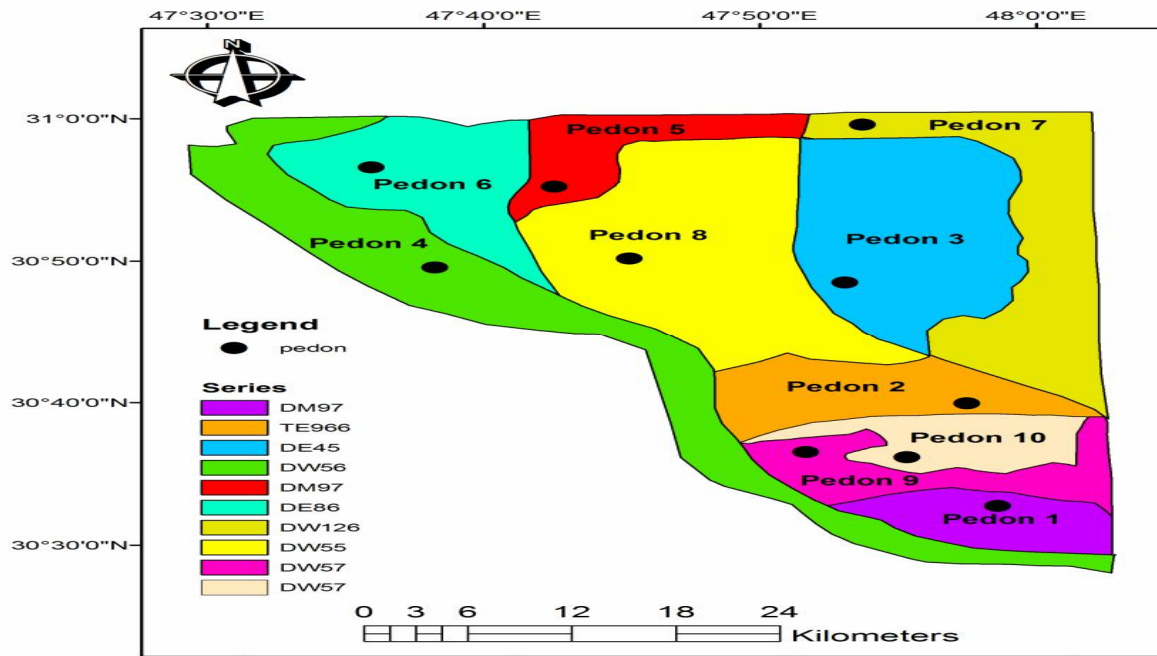 47°30'0"E 47°40'0"E 47°50'0"E 48°0'0"E
N
31°0'0"N
30°50'0"N
30°40'0"N
30°30'0"N
Pedon 5
Pedon 7
Pedon 6
Pedon 4
Pedon 8
Pedon 3
Pedon 2
Pedon 10
Pedon 9
Pedon 1
Legend
pedon
Series
DM97
TE966
DE45
DW56
DM97
DE86
DW126
DW55
DW57
DW57
0 3 6 12 18 24
Kilometers